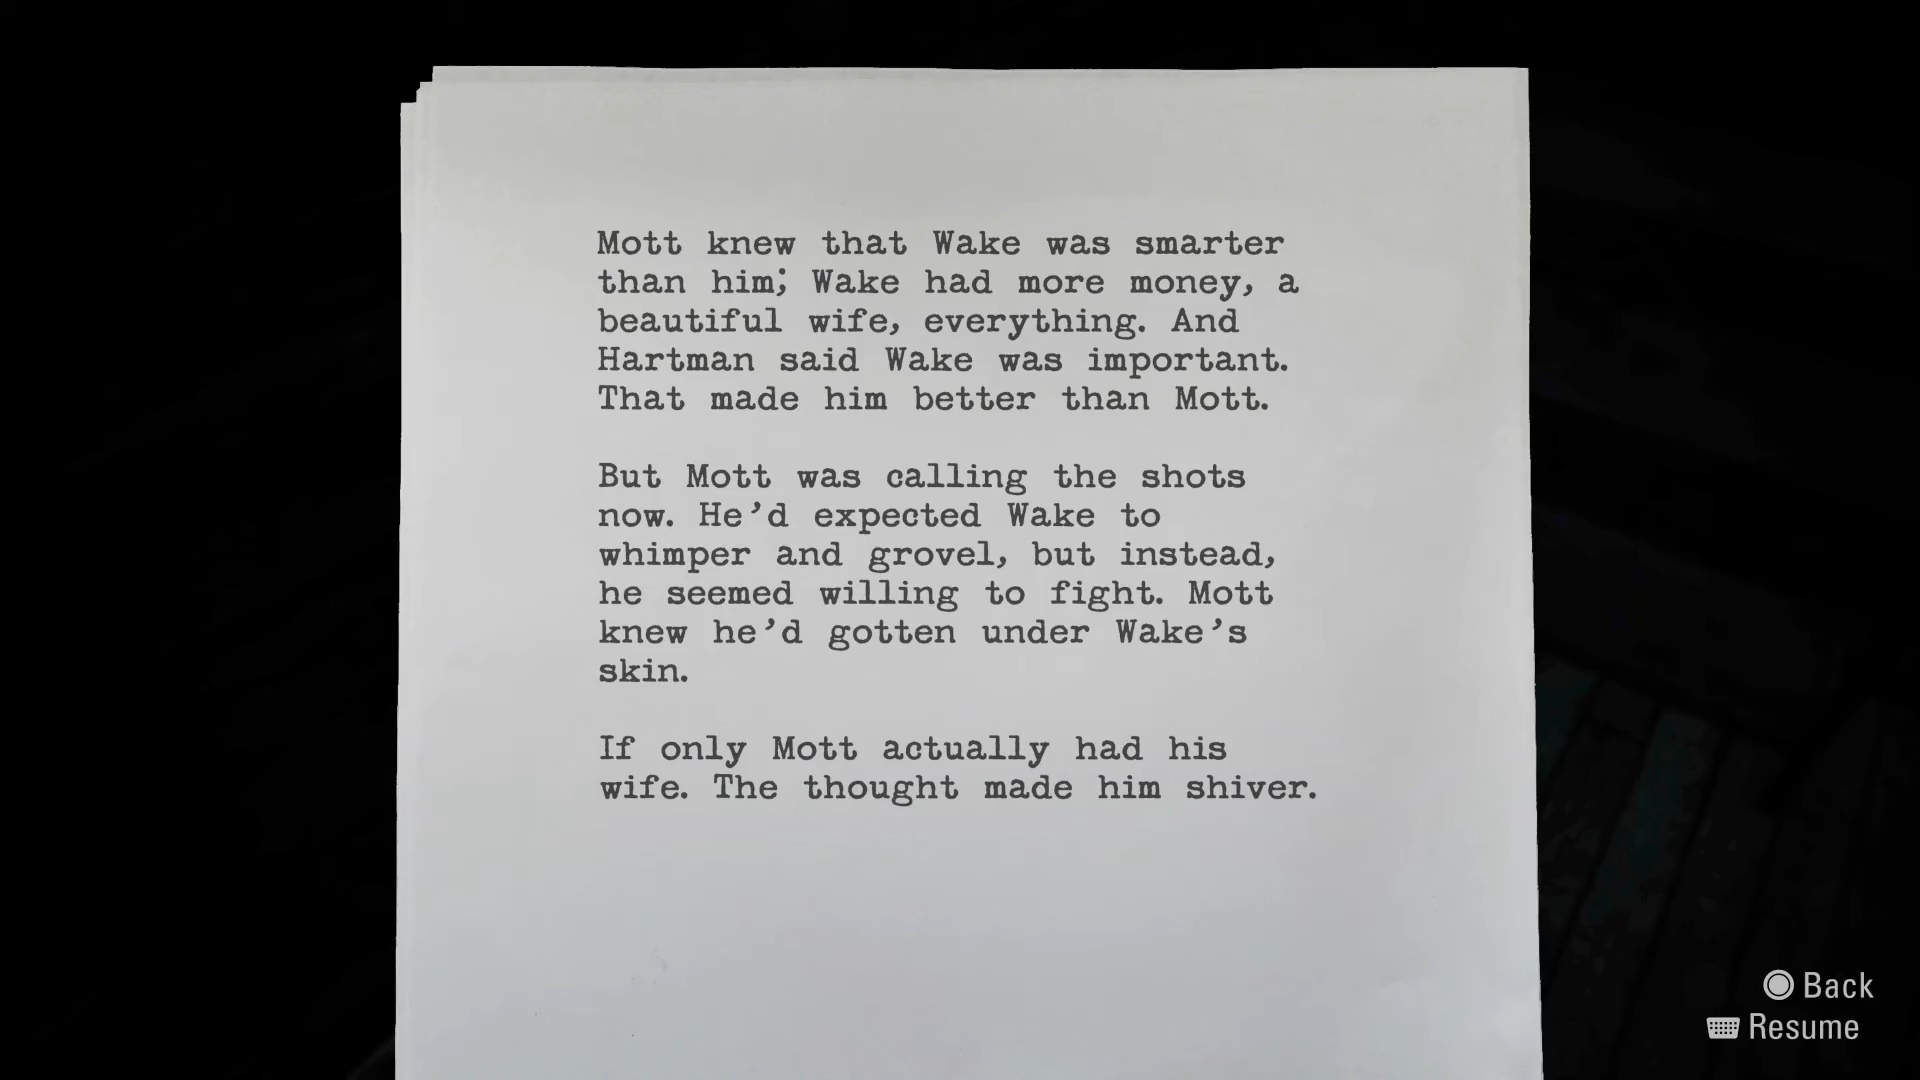 Mott knew that Wake was smarter
than him; Wake had more money, a
beautiful wife, everything. And
Hartman said Wake was important.
That made him better than Mott.
But Mott was calling the shots
now. He’d expected Wake to
whimper and grovel, but instead,
he seemed willing to fight. Mott
knew he’d gotten under Wake’s
skin.
If only Mott actually had his
wife. The thought made him shiver.
Back
Resume